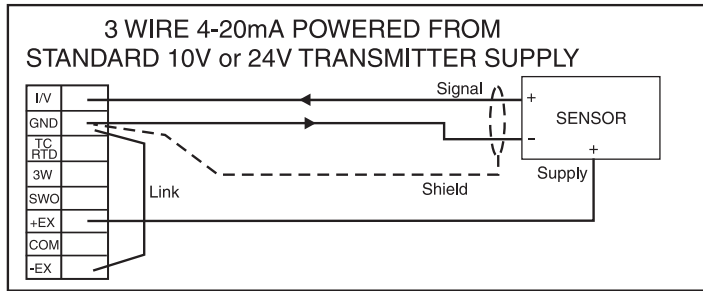 3 WIRE 4-20mA POWERED FROM
STANDARD 10V or 24V TRANSMITTER SUPPLY
I/V
GND
TC
RTD
3W
SWO
+EX
COM
-EX
Signal
Link
Shield
+
-
SENSOR
+
Supply